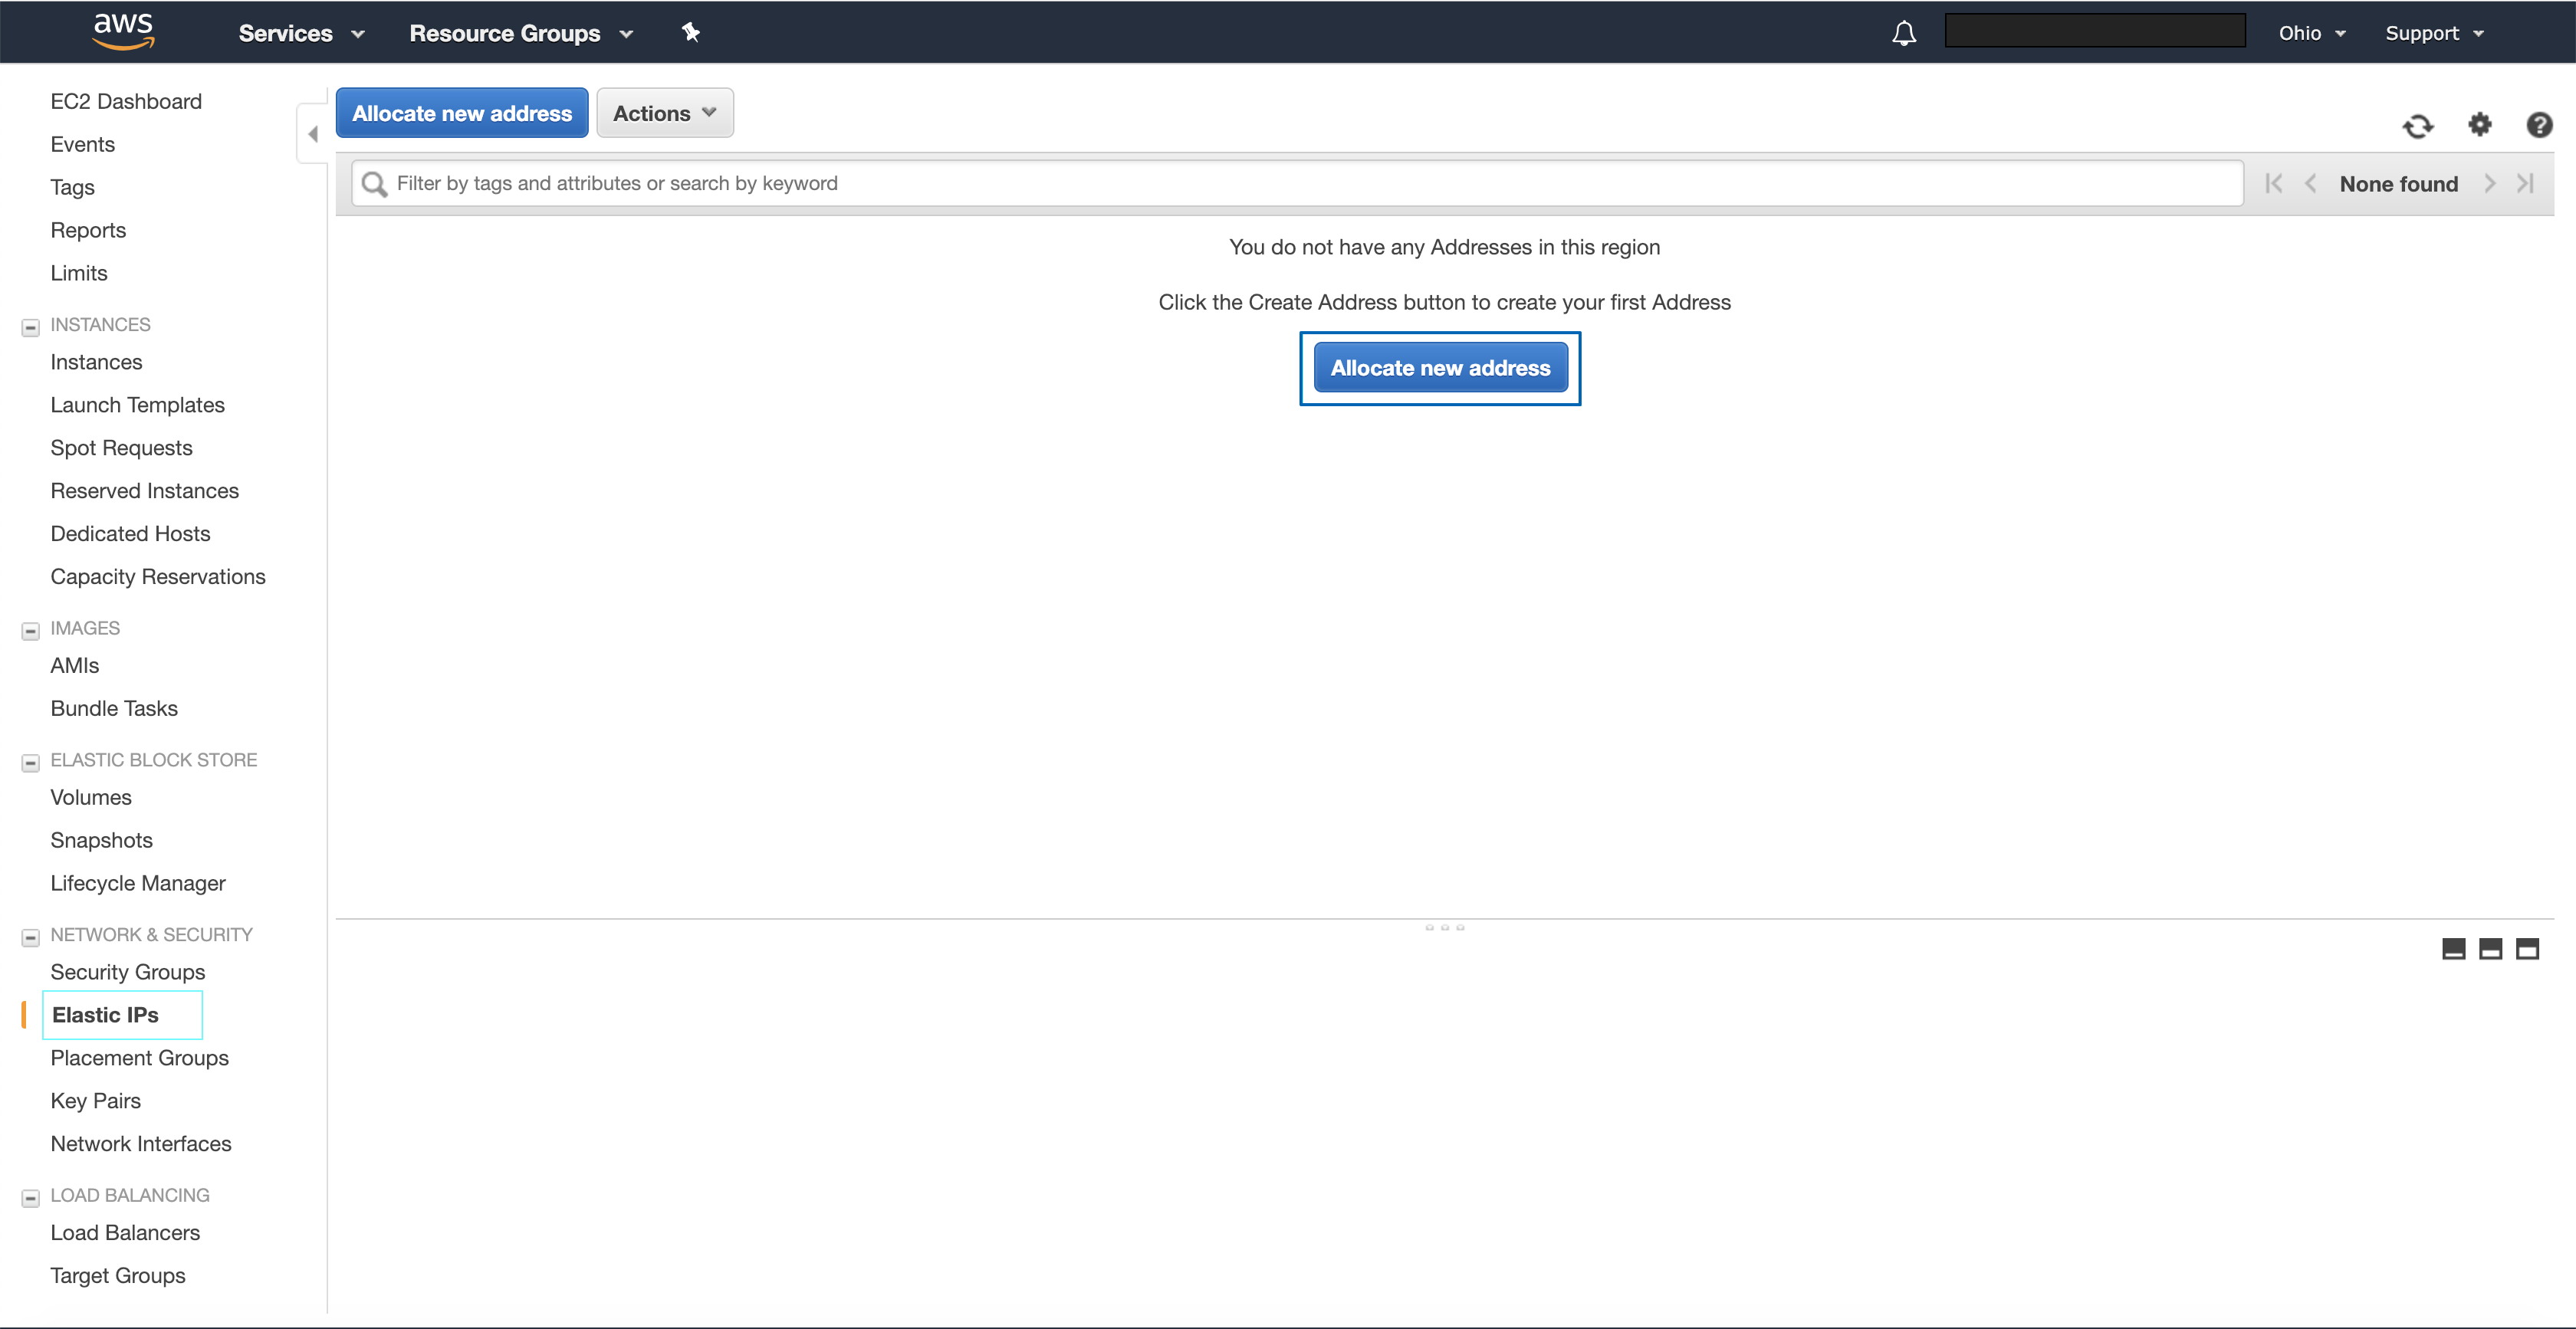 aws Services Resource Groups Ohio Support
EC2 Dashboard
Events
Tags
Reports
Limits
INSTANCES
Instances
Launch Templates
Spot Requests
Reserved Instances
Dedicated Hosts
Capacity Reservations
IMAGES
AMIs
Bundle Tasks
ELASTIC BLOCK STORE
Volumes
Snapshots
Lifecycle Manager
NETWORK & SECURITY
Security Groups
Elastic IPs
Placement Groups
Key Pairs
Network Interfaces
LOAD BALANCING
Load Balancers
Target Groups
Allocate new address Actions
?
Filter by tags and attributes or search by keyword None found
You do not have any Addresses in this region
Click the Create Address button to create your first Address
Allocate new address